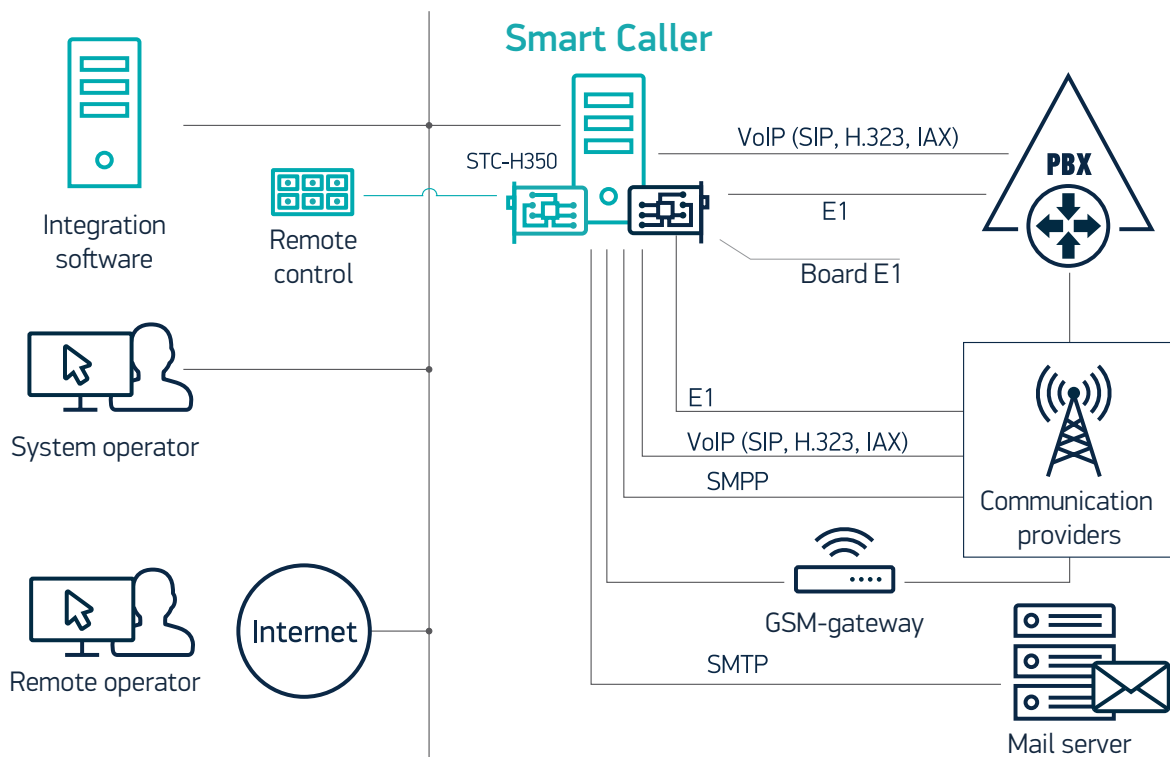 Smart Caller
VoIP (SIP, H.323, IAX)
STC-H350
PBX
E1
Integration
software
Remote
control
Board E1
E1
System operator
VoIP (SIP, H.323, IAX)
SMPP
Communication
providers
Internet
GSM-gateway
Remote operator
SMTP
Mail server